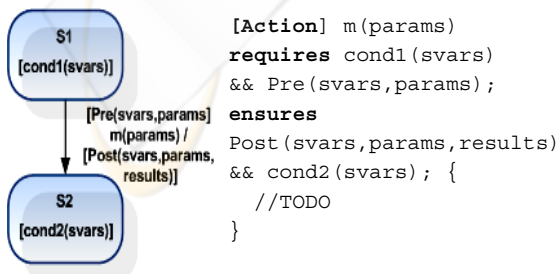 S1
[cond1(svars)]
[Pre(svars,params]
m(params) /
[Post(svars,params,
results)]
S2
[cond2(svars)]
[Action] m(params)
requires cond1(svars)
&& Pre(svars,params);
ensures
Post(svars,params,results)
&& cond2(svars); {
//TODO
}